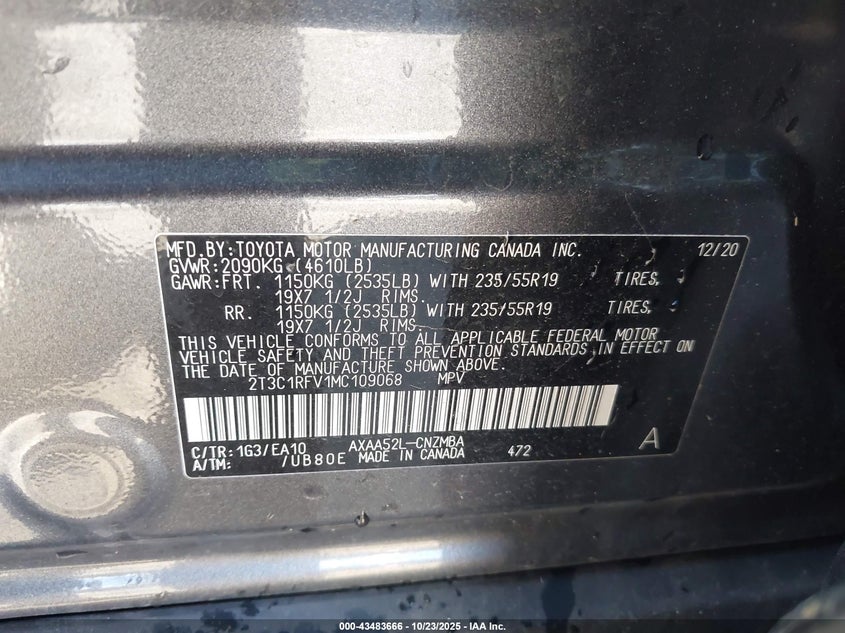 MFD.BY:TOYOTA MOTOR MANUFACTURING CANADA INC. 12/20
GVWR:2090KG (4610LB)
GAWR:FRT. 1150KG (2535LB) WITH 235/55R19 TIRES,
19X7 1/2J RIMS.
RR. 1150KG (2535LB) WITH 235/55R19 TIRES,
19X7 1/2J RIMS.
THIS VEHICLE CONFORMS TO ALL APPLICABLE FEDERAL MOTOR
VEHICLE SAFETY AND THEFT PREVENTION STANDARDS IN EFFECT ON
THE DATE OF MANUFACTURE SHOWN ABOVE.
2T3C1RFV1MC109068 MPV
C/TR:1G3/EA10 AXAA52L-CNZMBA
A/TM: /UB80E MADE IN CANADA 472 A
000-43483666 - 10/23/2025 - IAA Inc.